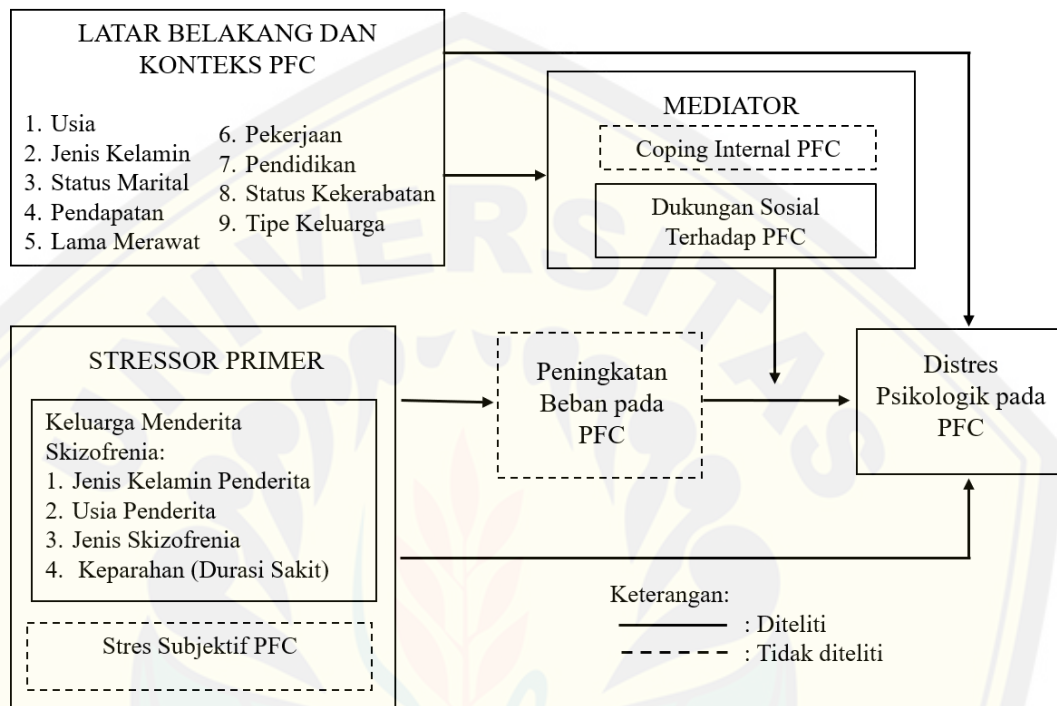 LATAR BELAKANG DAN
KONTEKS PFC
1. Usia
2. Jenis Kelamin
3. Status Marital
4. Pendapatan
5. Lama Merawat
6. Pekerjaan
7. Pendidikan
8. Status Kekerabatan
9. Tipe Keluarga
MEDIATOR
Coping Internal PFC
Dukungan Sosial
Terhadap PFC
STRESSOR PRIMER
Keluarga Menderita
Skizofrenia:
1. Jenis Kelamin Penderita
2. Usia Penderita
3. Jenis Skizofrenia
4. Keparahan (Durasi Sakit)
Stres Subjektif PFC
Peningkatan
Beban pada
PFC
Distres
Psikologik pada
PFC
Keterangan:
: Diteliti
: Tidak diteliti
UNIVERSITAS